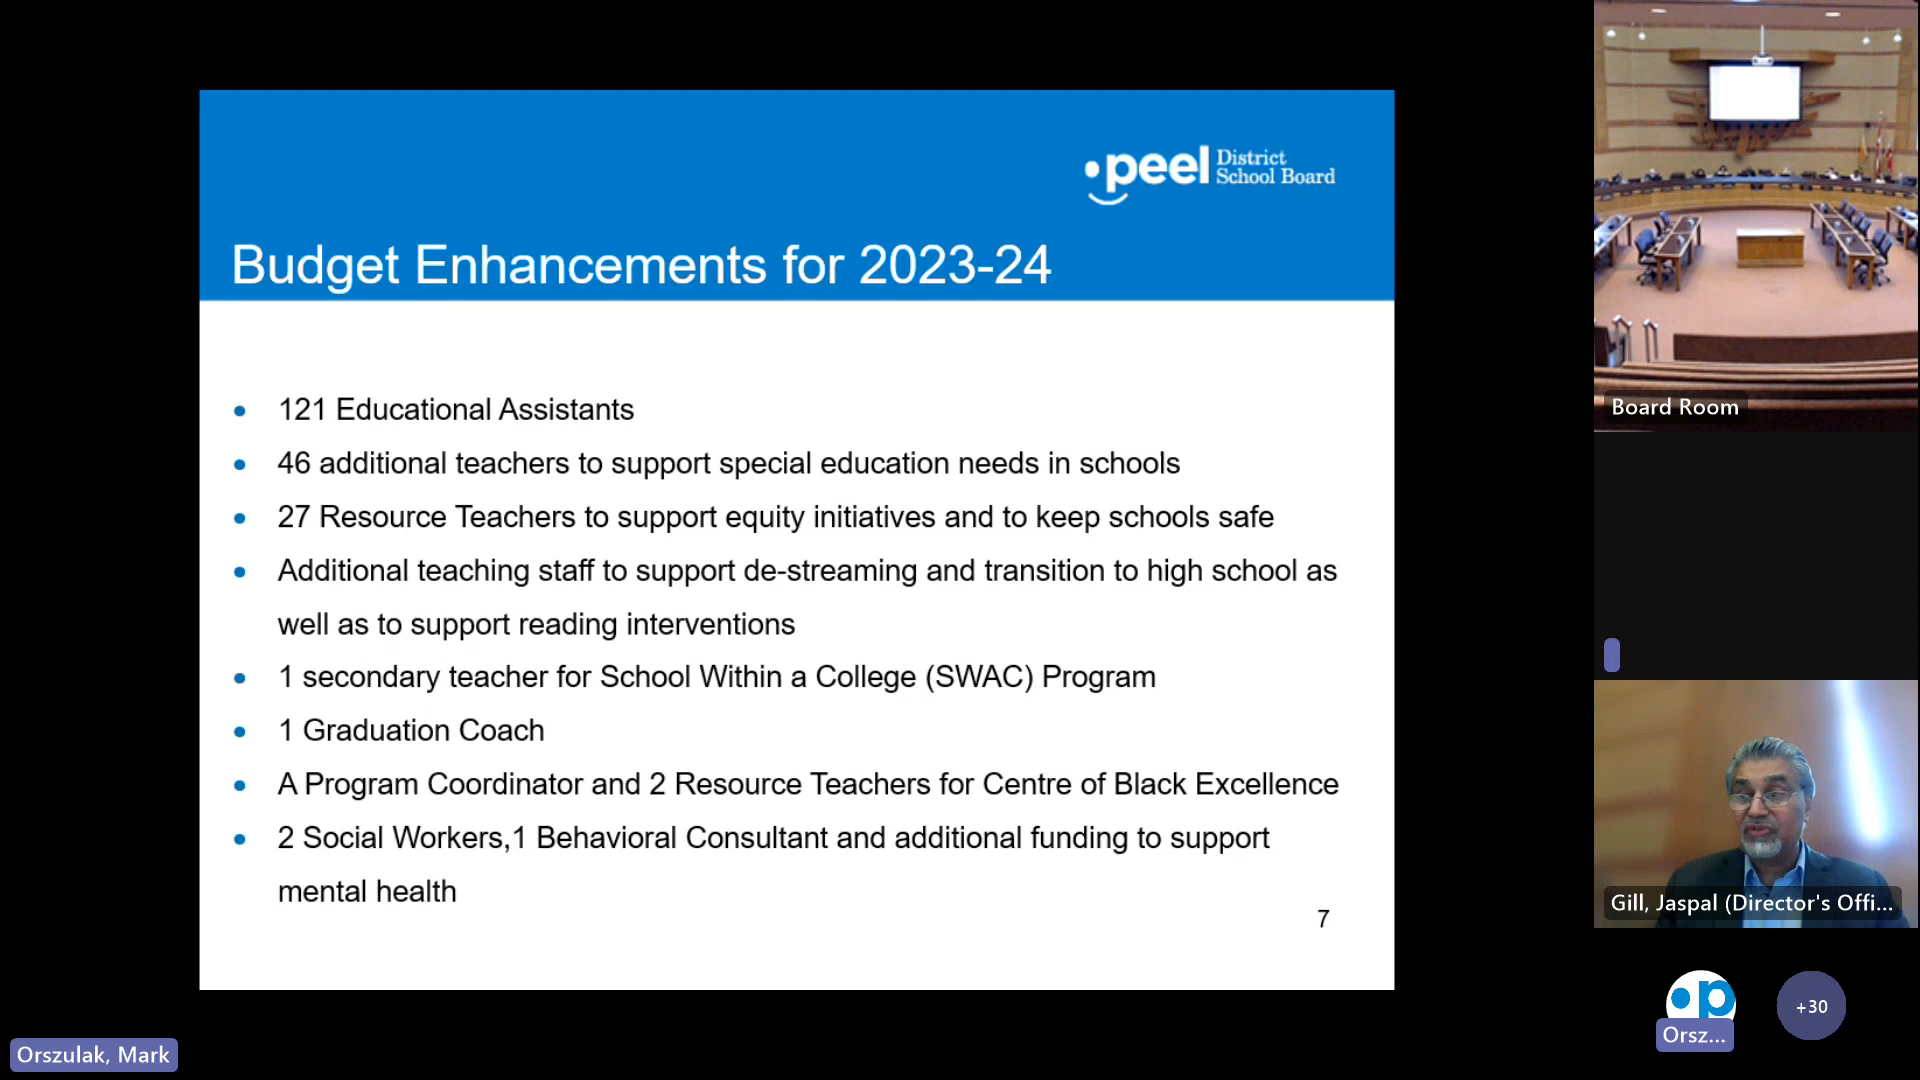 peel District
School Board
Budget Enhancements for 2023-24
• 121 Educational Assistants
• 46 additional teachers to support special education needs in schools
• 27 Resource Teachers to support equity initiatives and to keep schools safe
• Additional teaching staff to support de-streaming and transition to high school as
well as to support reading interventions
• 1 secondary teacher for School Within a College (SWAC) Program
• 1 Graduation Coach
• A Program Coordinator and 2 Resource Teachers for Centre of Black Excellence
• 2 Social Workers,1 Behavioral Consultant and additional funding to support
mental health
7
Board Room
Gill, Jaspal (Director's Offi...
p
Orsz...
+30
Orszulak, Mark